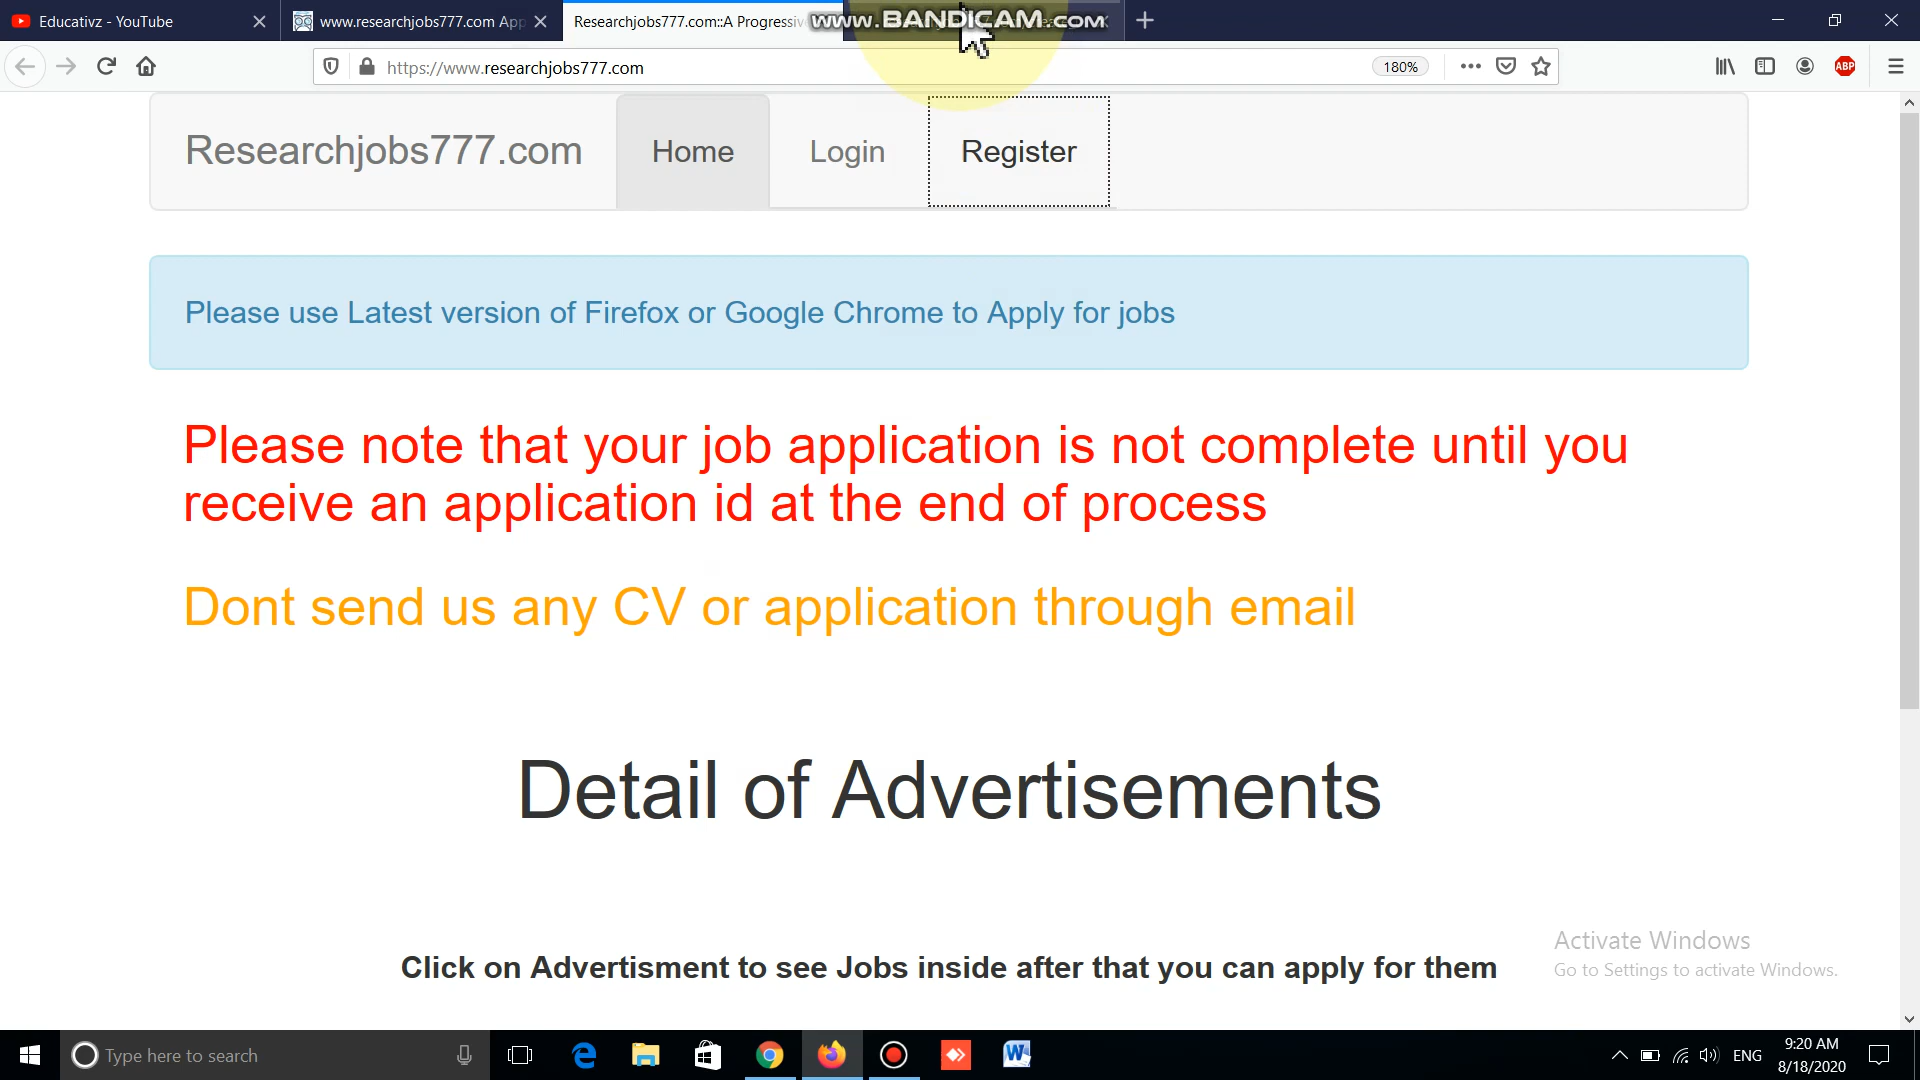 Educativz - YouTube
www.researchjobs777.com App
Researchjobs777.com::A Progressiv
www.BANDICAM.com
https://www.researchjobs777.com
180%
ABP
Researchjobs777.com
Home
Login
Register
Please use Latest version of Firefox or Google Chrome to Apply for jobs
Please note that your job application is not complete until you
receive an application id at the end of process
Dont send us any CV or application through email
Detail of Advertisements
Click on Advertisment to see Jobs inside after that you can apply for them
Activate Windows
Go to Settings to activate Windows.
Type here to search
ENG
9:20 AM
8/18/2020